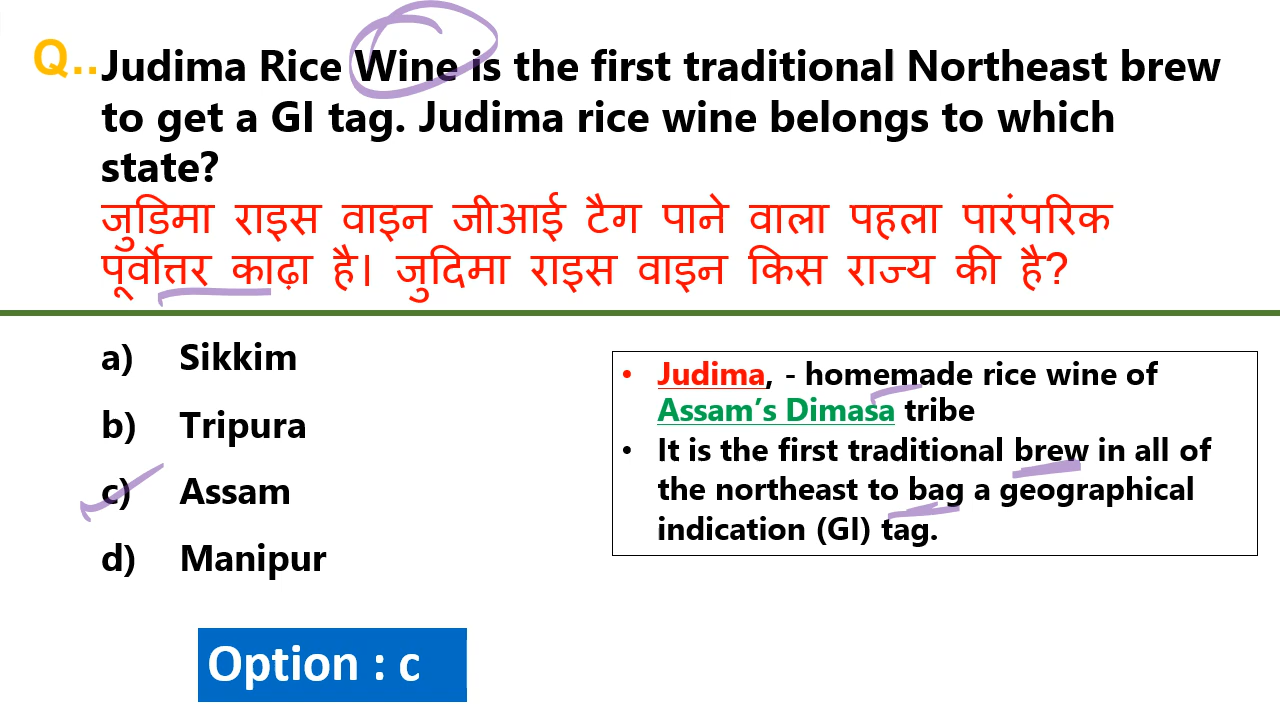 Q.. Judima Rice Wine is the first traditional Northeast brew
to get a GI tag. Judima rice wine belongs to which
state?
जुडिमा राइस वाइन जीआई टैग पाने वाला पहला पारंपरिक
पूर्वोत्तर काढ़ा है। जुदिमा राइस वाइन किस राज्य की है?
a) Sikkim
b) Tripura
c) Assam
d) Manipur
• Judima, - homemade rice wine of
Assam’s Dimasa tribe
• It is the first traditional brew in all of
the northeast to bag a geographical
indication (GI) tag.
Option : c